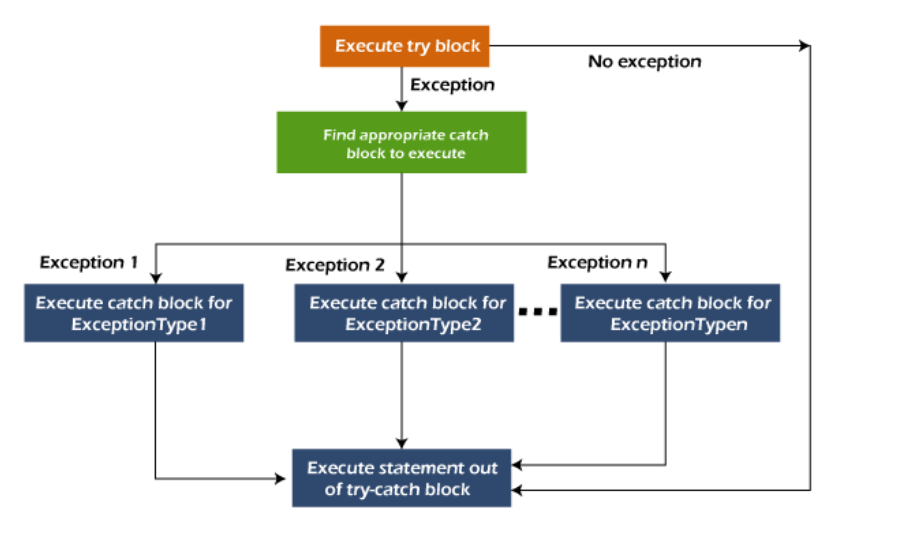 Execute try block
No exception
Exception
Find appropriate catch
block to execute
Exception 1
Exception 2
Exception n
Execute catch block for
ExceptionType1
Execute catch block for
ExceptionType2
Execute catch block for
ExceptionTypen
Execute statement out
of try-catch block